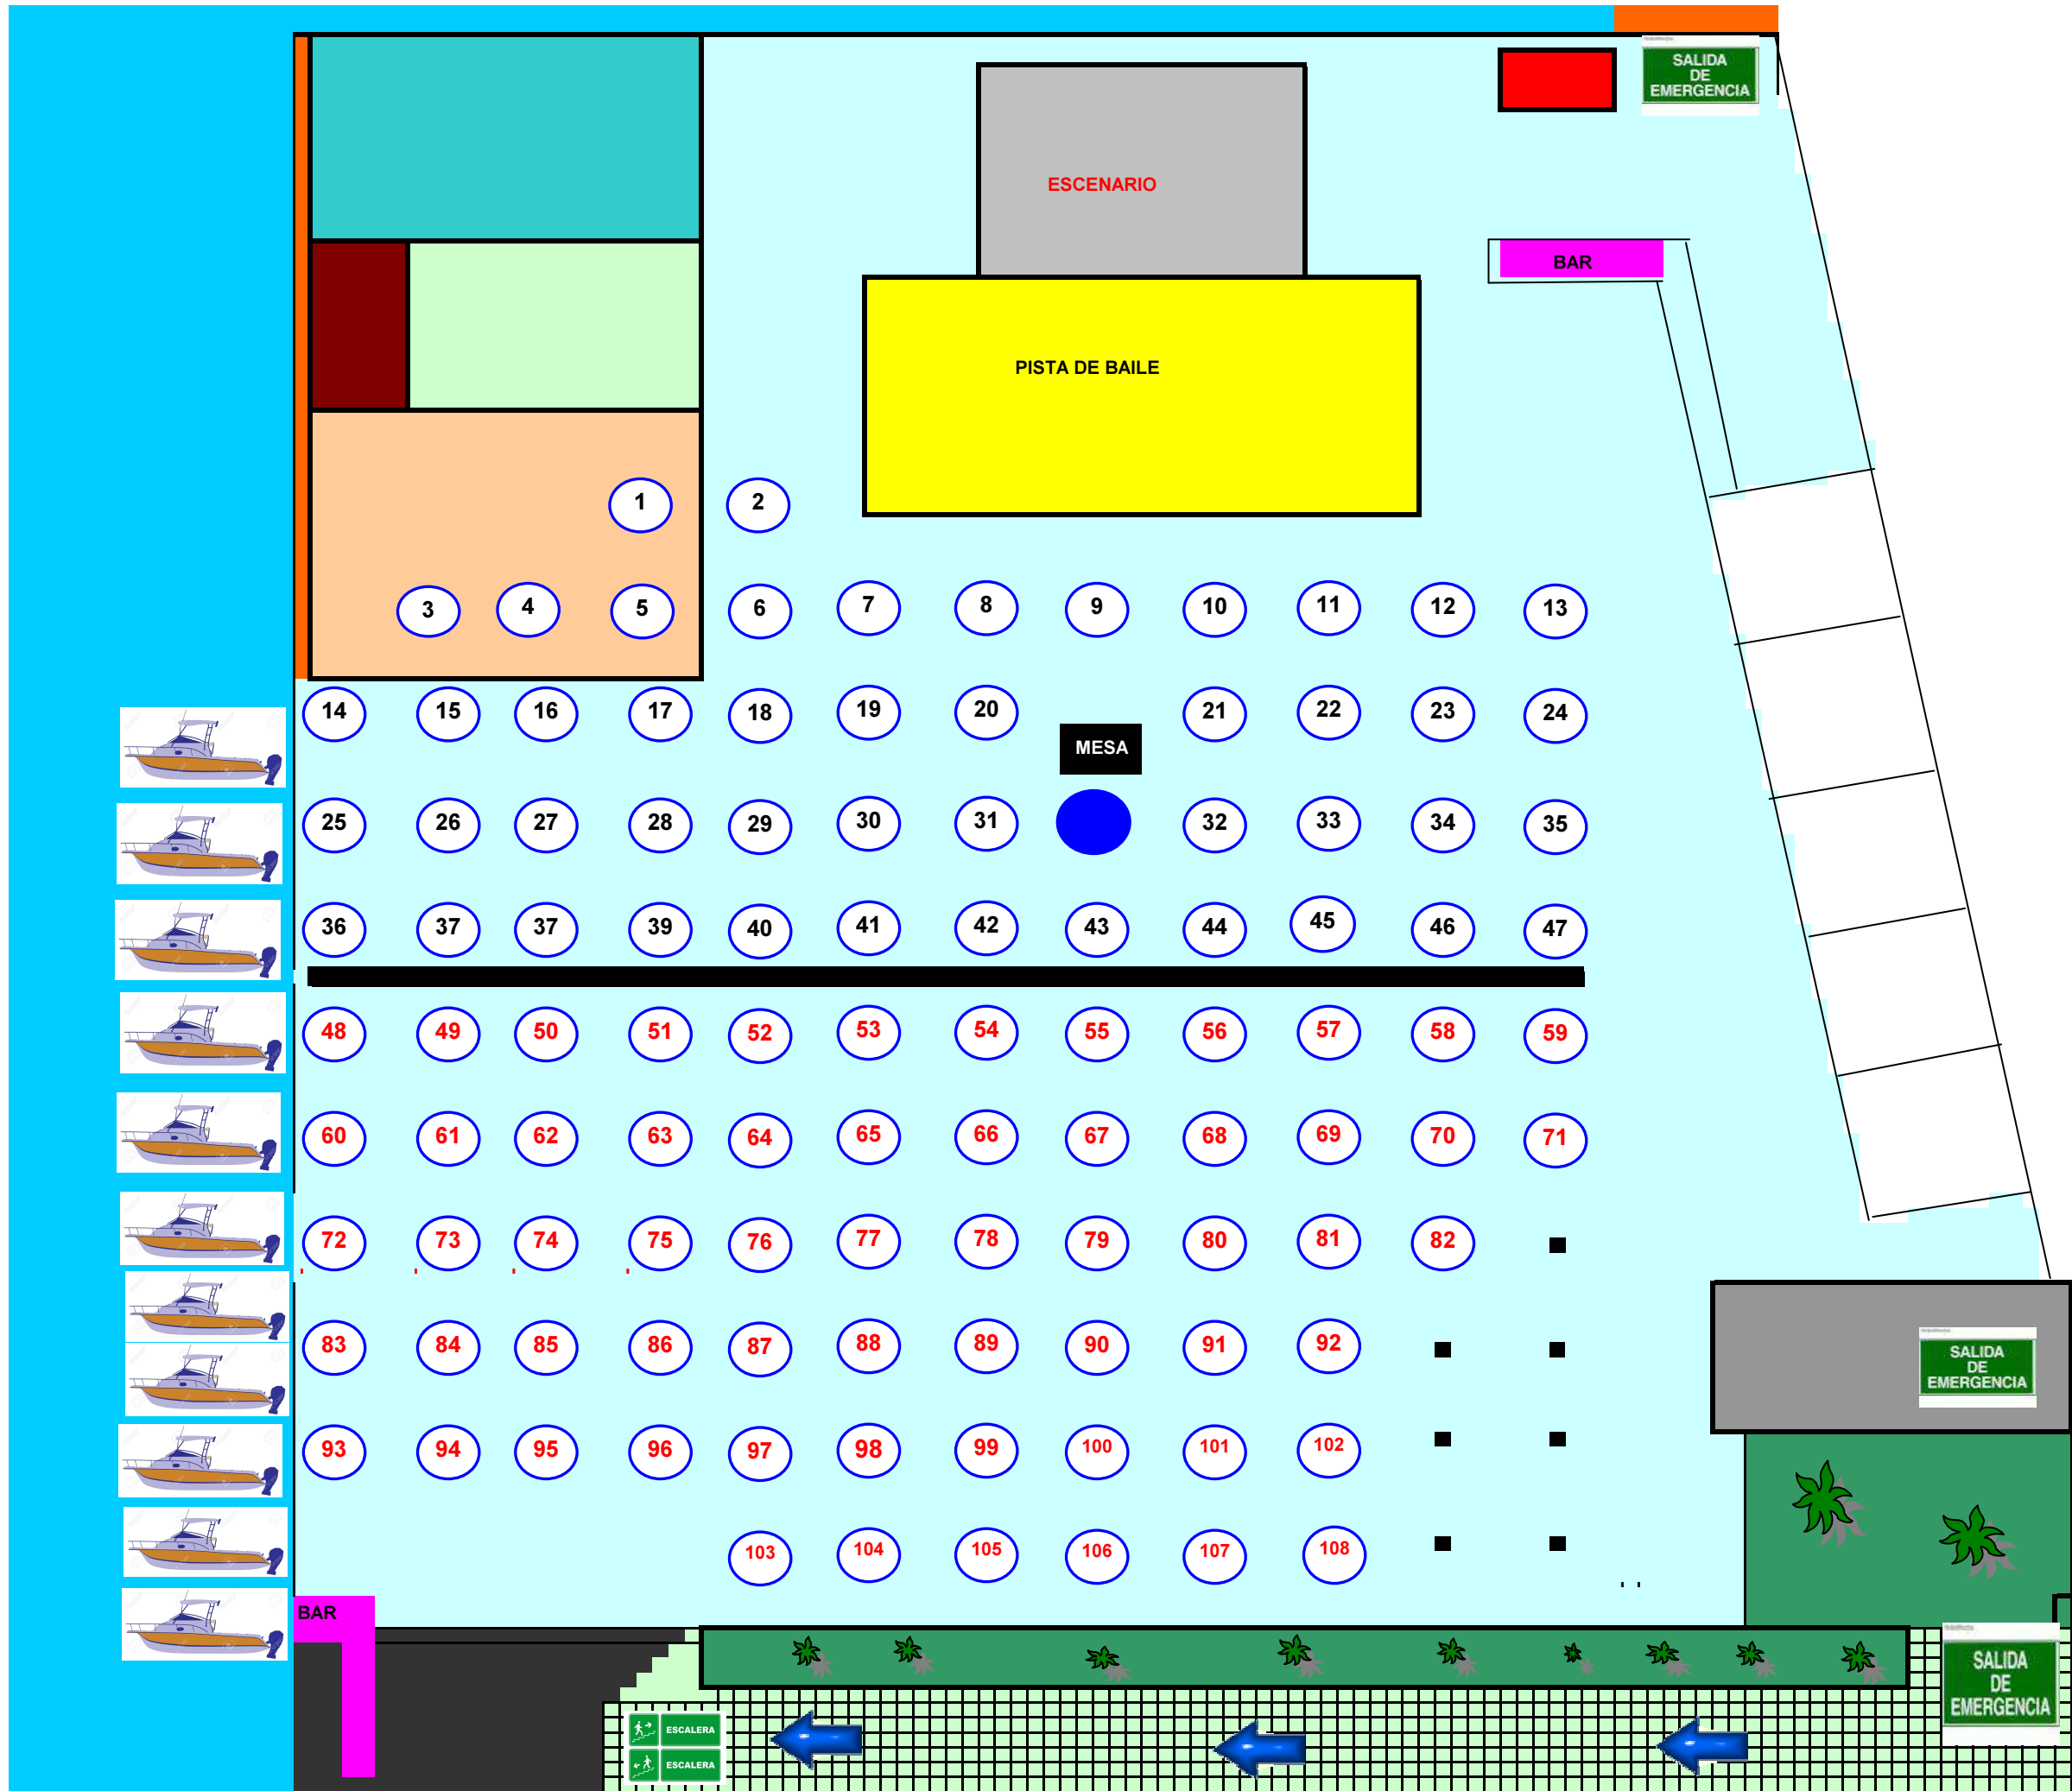 SALIDA
DE
EMERGENCIA
ESCENARIO
BAR
PISTA DE BAILE
1 2
3 4 5 6 7 8 9 10 11 12 13
14 15 16 17 18 19 20 21 22 23 24
MESA
25 26 27 28 29 30 31 32 33 34 35
36 37 37 39 40 41 42 43 44 45 46 47
48 49 50 51 52 53 54 55 56 57 58 59
60 61 62 63 64 65 66 67 68 69 70 71
72 73 74 75 76 77 78 79 80 81 82
83 84 85 86 87 88 89 90 91 92
SALIDA
DE
EMERGENCIA
93 94 95 96 97 98 99 100 101 102
103 104 105 106 107 108
BAR
SALIDA
DE
EMERGENCIA
ESCALERA
ESCALERA